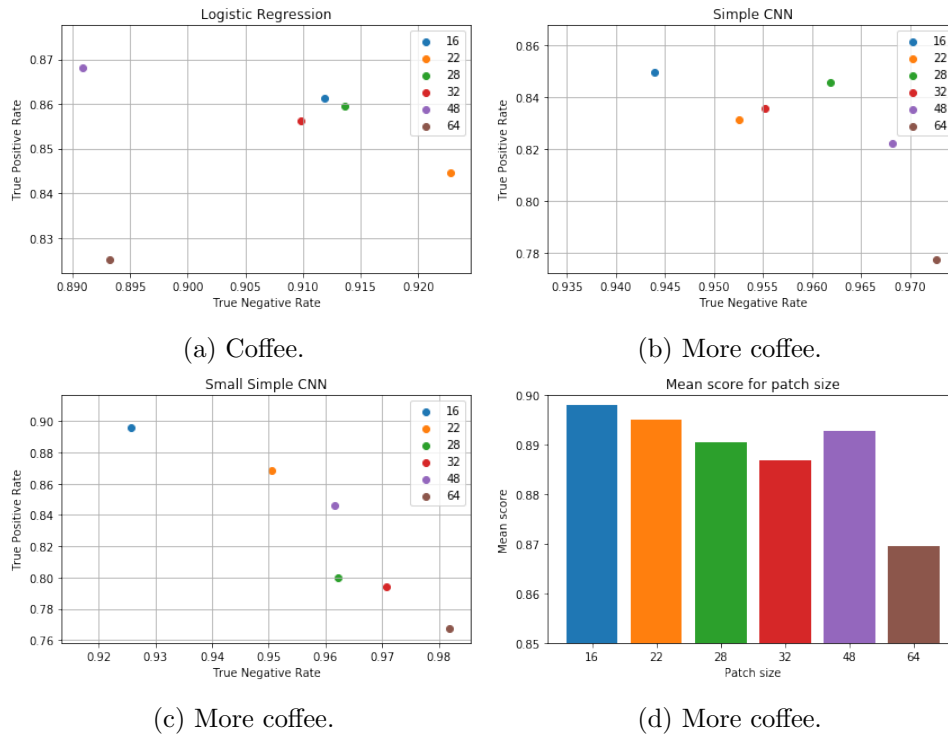 Logistic Regression
0.87
0.86
0.85
0.84
0.83
True Positive Rate
16
22
28
32
48
64
0.890 0.895 0.900 0.905 0.910 0.915 0.920
True Negative Rate
(a) Coffee.
Simple CNN
0.86
0.84
0.82
0.80
0.78
True Positive Rate
16
22
28
32
48
64
0.935 0.940 0.945 0.950 0.955 0.960 0.965 0.970
True Negative Rate
(b) More coffee.
Small Simple CNN
0.90
0.88
0.86
0.84
0.82
0.80
0.78
0.76
True Positive Rate
16
22
28
32
48
64
0.92 0.93 0.94 0.95 0.96 0.97 0.98
True Negative Rate
(c) More coffee.
Mean score for patch size
0.90
0.89
0.88
0.87
0.86
0.85
Mean score
16 22 28 32 48 64
Patch size
(d) More coffee.